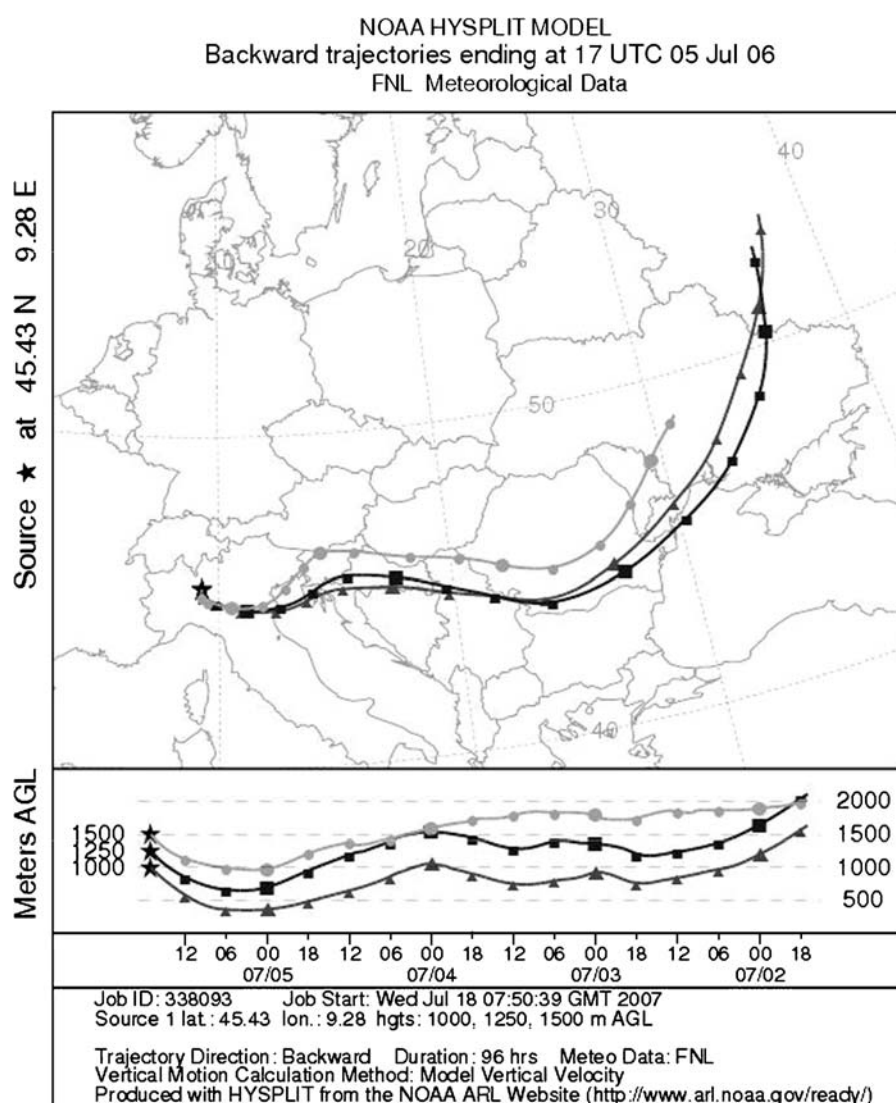 NOAA HYSPLIT MODEL
Backward trajectories ending at 17 UTC 05 Jul 06
FNL Meteorological Data
Source ★ at 45.43 N 9.28 E
40
30
20
10
50
40
Meters AGL
1500
1250
1000
2000
1500
1000
500
12 06 00 18 12 06 00 18 12 06 00 18 12 06 00 18
07/05 07/04 07/03 07/02
Job ID: 338093 Job Start: Wed Jul 18 07:50:39 GMT 2007
Source 1 lat.: 45.43 lon.: 9.28 hgts: 1000, 1250, 1500 m AGL
Trajectory Direction: Backward Duration: 96 hrs Meteo Data: FNL
Vertical Motion Calculation Method: Model Vertical Velocity
Produced with HYSPLIT from the NOAA ARL Website (http://www.arl.noaa.gov/ready/)